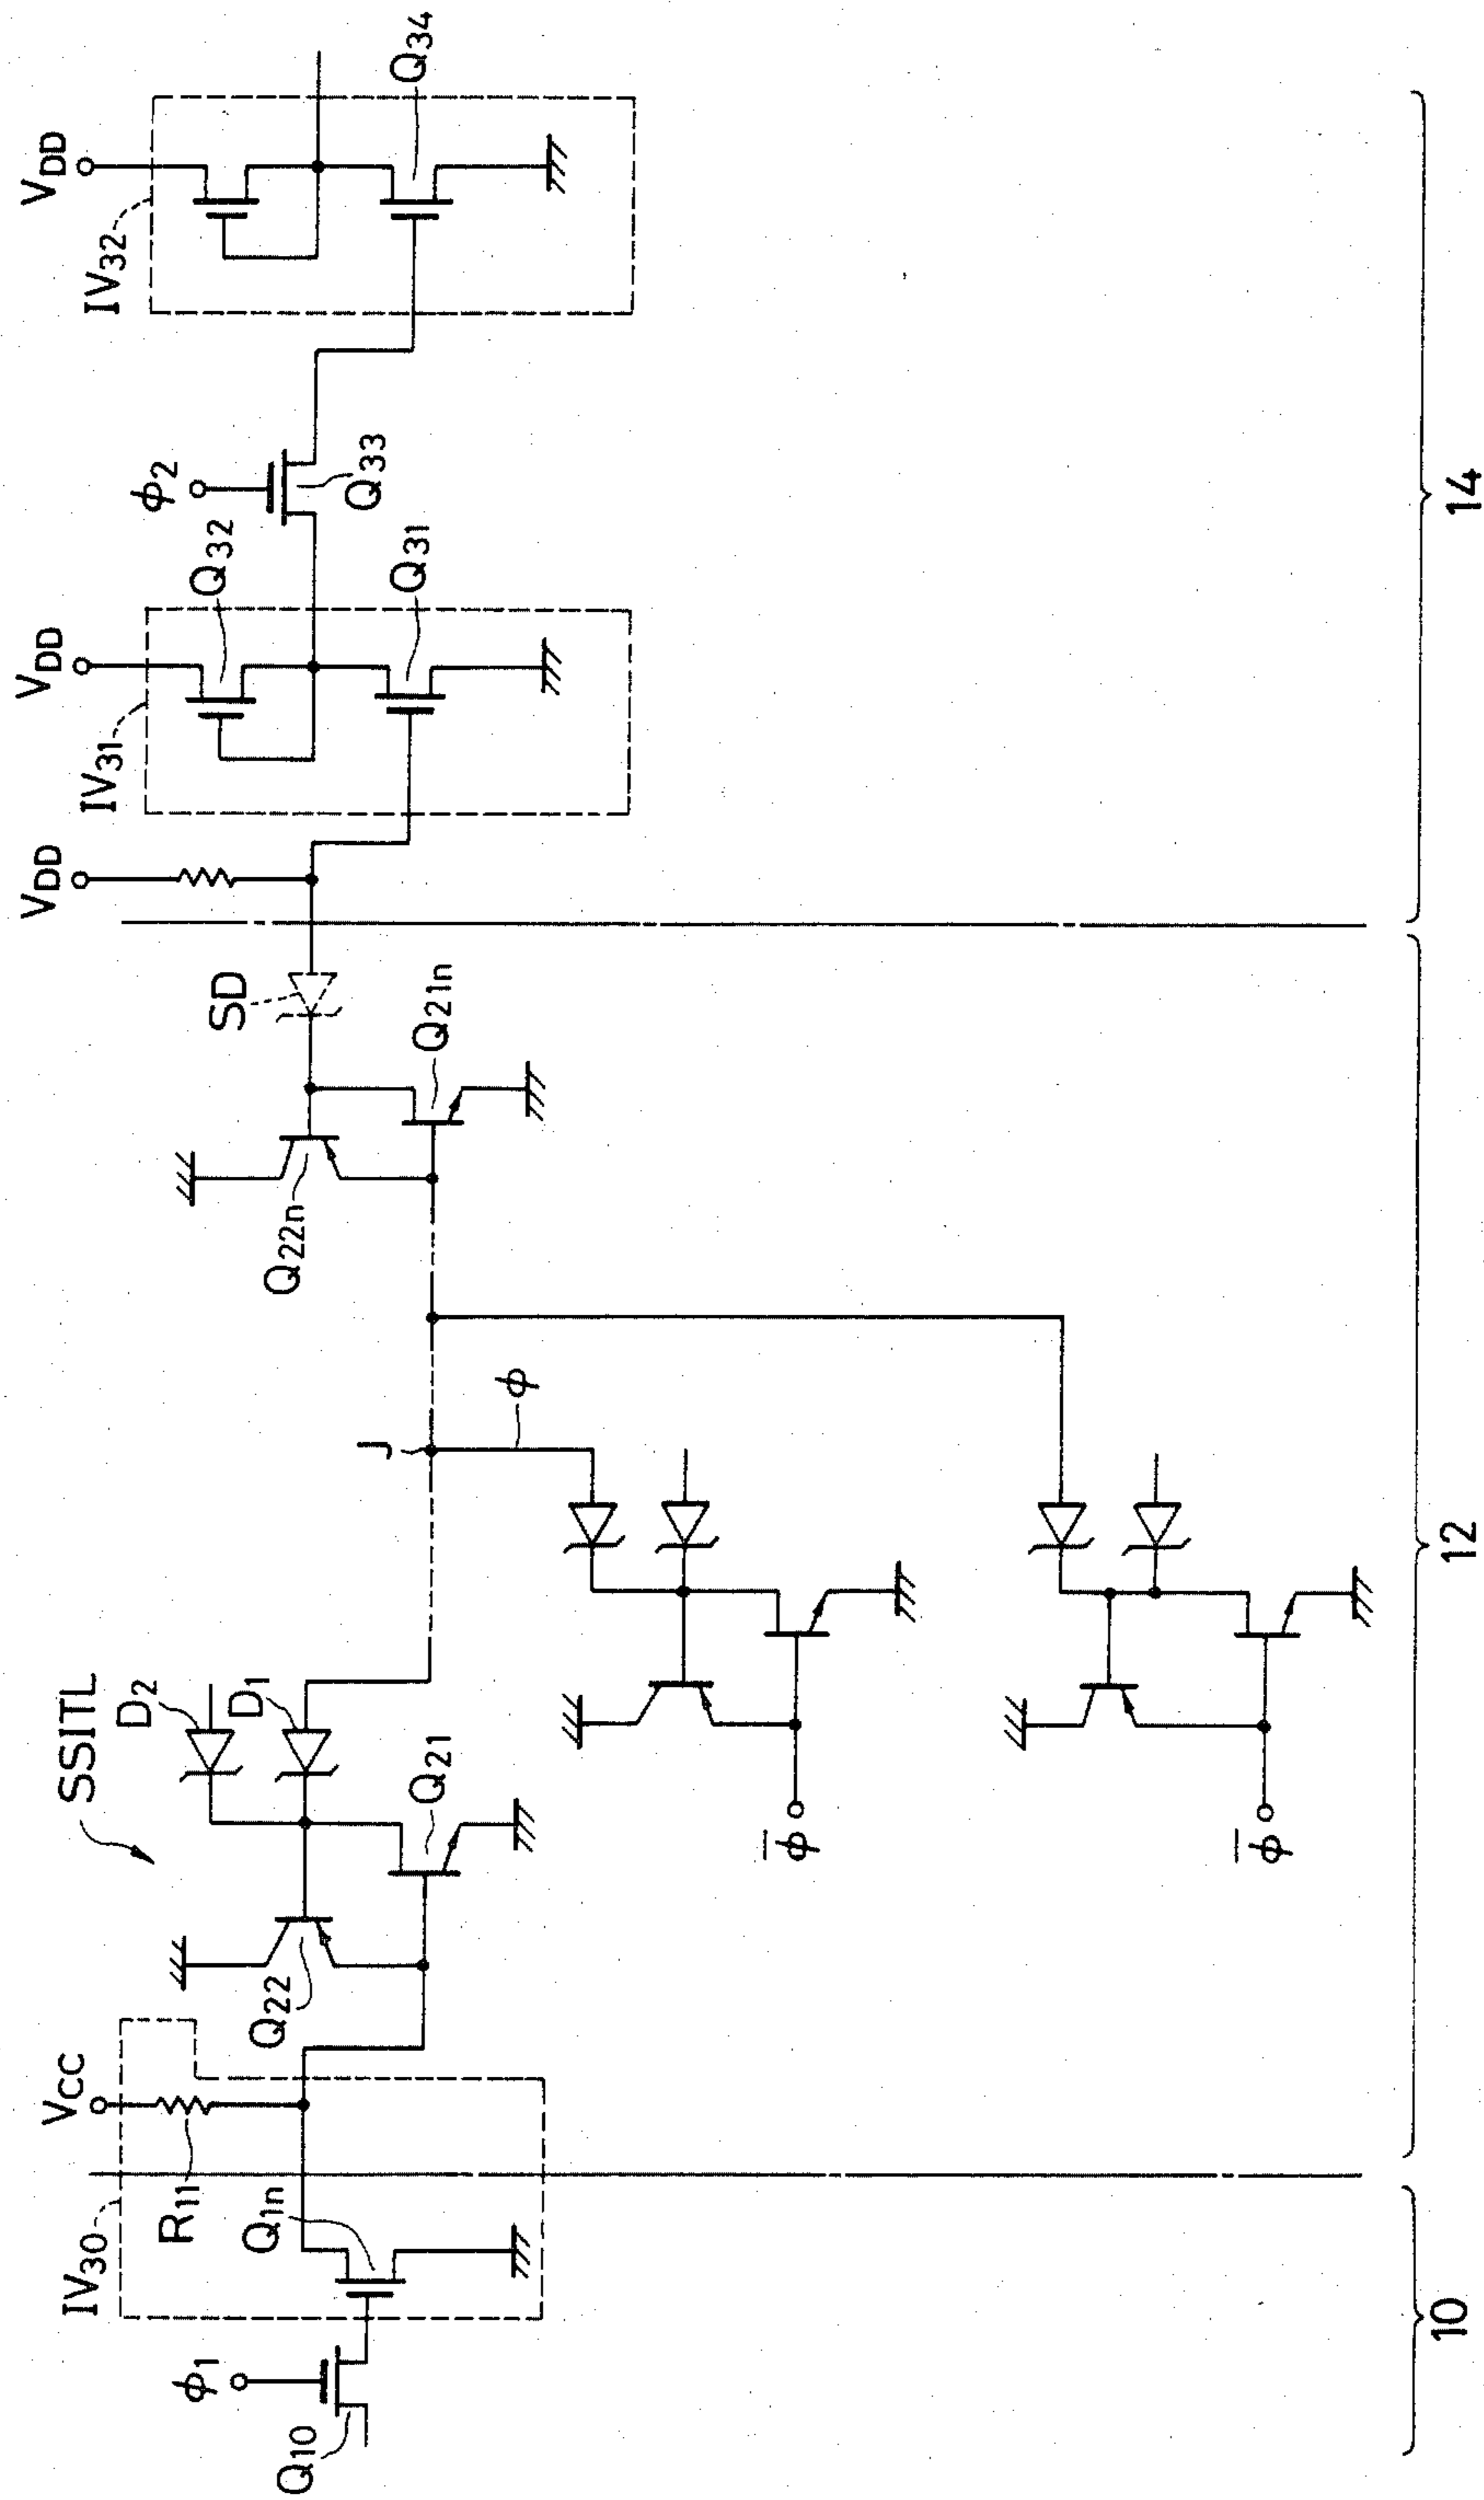 φ1
Q10
IV30
VCC
R11
Q1n
SSITL
Q22
Q21
D2
D1
J
φ
φ̅
φ̅
Q22n
Q21n
SD
VDD
IV31
VDD
Q32
Q31
φ2
Q33
IV32
VDD
Q34
10
12
14